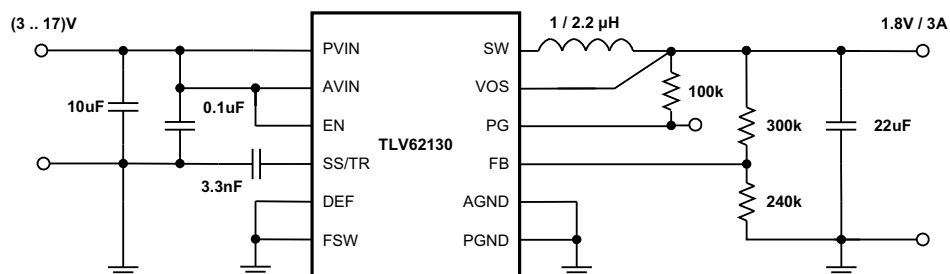 (3 .. 17)V
1 / 2.2 µH
1.8V / 3A
PVIN
SW
AVIN
VOS
10uF
0.1uF
100k
EN
PG
300k
22uF
TLV62130
SS/TR
FB
3.3nF
DEF
AGND
240k
FSW
PGND